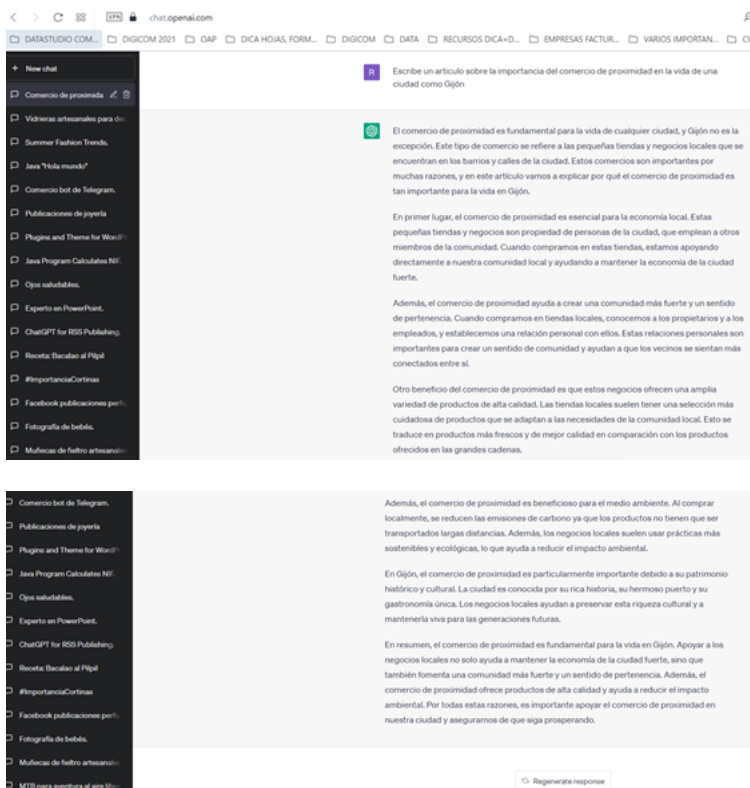 VPN chat.openai.com
DATASTUDIO COM... DIGICOM 2021 OAP DICA HOJAS, FORM... DIGICOM DATA RECURSOS DICA+D... EMPRESAS FACTUR... VARIOS IMPORTAN...
+ New chat
Comercio de proximida
Vidrieras artesanales para dec
Summer Fashion Trends.
Java "Hola mundo"
Comercio bot de Telegram.
Publicaciones de joyería
Plugins and Theme for WordP
Java Program Calculates NIF.
Ojos saludables.
Experto en PowerPoint.
ChatGPT for RSS Publishing.
Receta: Bacalao al Pilpil
#ImportanciaCortinas
Facebook publicaciones perfu
Fotografía de bebés.
Muñecas de fieltro artesanales
R
Escribe un articulo sobre la importancia del comercio de proximidad en la vida de una
ciudad como Gijón
El comercio de proximidad es fundamental para la vida de cualquier ciudad, y Gijón no es la
excepción. Este tipo de comercio se refiere a las pequeñas tiendas y negocios locales que se
encuentran en los barrios y calles de la ciudad. Estos comercios son importantes por
muchas razones, y en este artículo vamos a explicar por qué el comercio de proximidad es
tan importante para la vida en Gijón.
En primer lugar, el comercio de proximidad es esencial para la economía local. Estas
pequeñas tiendas y negocios son propiedad de personas de la ciudad, que emplean a otros
miembros de la comunidad. Cuando compramos en estas tiendas, estamos apoyando
directamente a nuestra comunidad local y ayudando a mantener la economía de la ciudad
fuerte.
Además, el comercio de proximidad ayuda a crear una comunidad más fuerte y un sentido
de pertenencia. Cuando compramos en tiendas locales, conocemos a los propietarios y a los
empleados, y establecemos una relación personal con ellos. Estas relaciones personales son
importantes para crear un sentido de comunidad y ayudan a que los vecinos se sientan más
conectados entre sí.
Otro beneficio del comercio de proximidad es que estos negocios ofrecen una amplia
variedad de productos de alta calidad. Las tiendas locales suelen tener una selección más
cuidadosa de productos que se adaptan a las necesidades de la comunidad local. Esto se
traduce en productos más frescos y de mejor calidad en comparación con los productos
ofrecidos en las grandes cadenas.
Comercio bot de Telegram.
Publicaciones de joyería
Plugins and Theme for WordP
Java Program Calculates NIF.
Ojos saludables.
Experto en PowerPoint.
ChatGPT for RSS Publishing.
Receta: Bacalao al Pilpil
#ImportanciaCortinas
Facebook publicaciones perfu
Fotografía de bebés.
Muñecas de fieltro artesanales
MTB para aventura al aire libre
Además, el comercio de proximidad es beneficioso para el medio ambiente. Al comprar
localmente, se reducen las emisiones de carbono ya que los productos no tienen que ser
transportados largas distancias. Además, los negocios locales suelen usar prácticas más
sostenibles y ecológicas, lo que ayuda a reducir el impacto ambiental.
En Gijón, el comercio de proximidad es particularmente importante debido a su patrimonio
histórico y cultural. La ciudad es conocida por su rica historia, su hermoso puerto y su
gastronomía única. Los negocios locales ayudan a preservar esta riqueza cultural y a
mantenerla viva para las generaciones futuras.
En resumen, el comercio de proximidad es fundamental para la vida en Gijón. Apoyar a los
negocios locales no solo ayuda a mantener la economía de la ciudad fuerte, sino que
también fomenta una comunidad más fuerte y un sentido de pertenencia. Además, el
comercio de proximidad ofrece productos de alta calidad y ayuda a reducir el impacto
ambiental. Por todas estas razones, es importante apoyar el comercio de proximidad en
nuestra ciudad y asegurarnos de que siga prosperando.
Regenerate response